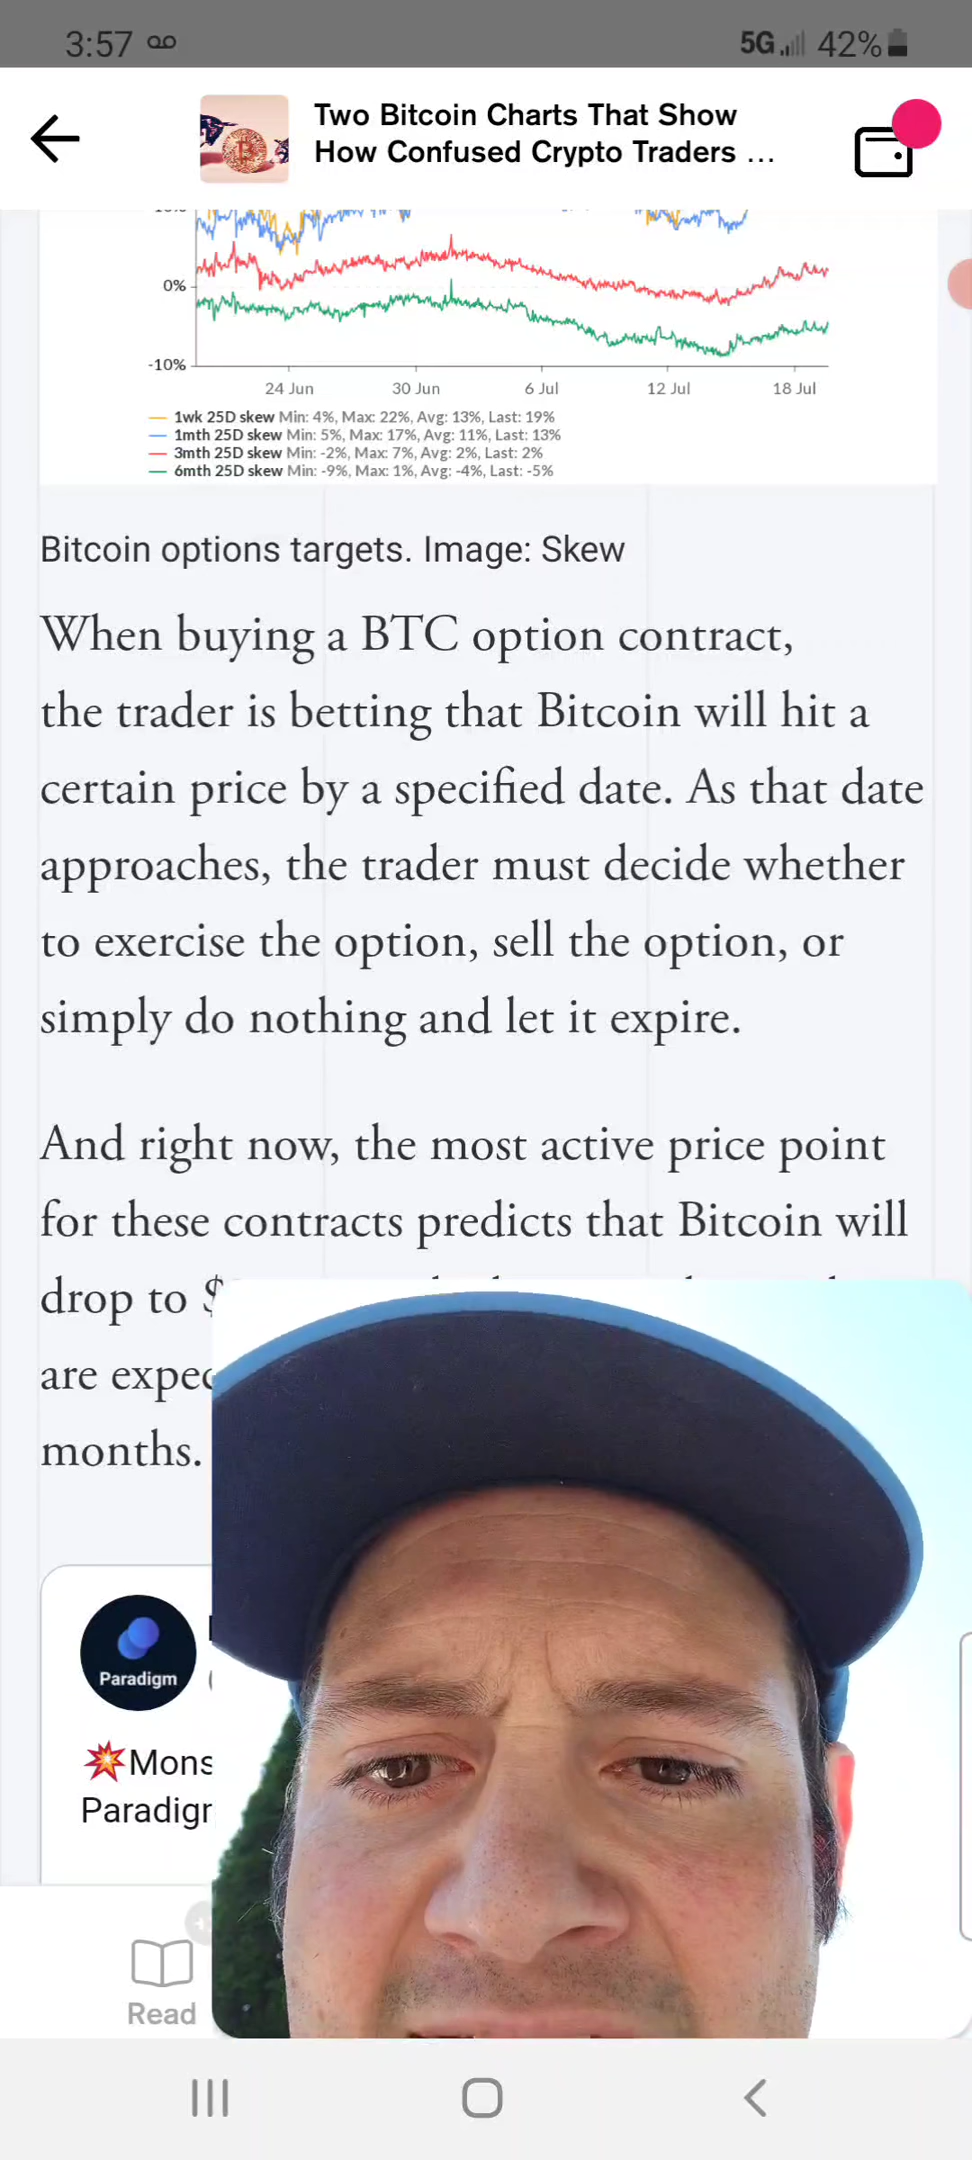 3:57
5G 42%
Two Bitcoin Charts That Show
How Confused Crypto Traders ...
0%
-10%
24 Jun 30 Jun 6 Jul 12 Jul 18 Jul
1wk 25D skew Min: 4%, Max: 22%, Avg: 13%, Last: 19%
1mth 25D skew Min: 5%, Max: 17%, Avg: 11%, Last: 13%
3mth 25D skew Min: -2%, Max: 7%, Avg: 2%, Last: 2%
6mth 25D skew Min: -9%, Max: 1%, Avg: -4%, Last: -5%
Bitcoin options targets. Image: Skew
When buying a BTC option contract,
the trader is betting that Bitcoin will hit a
certain price by a specified date. As that date
approaches, the trader must decide whether
to exercise the option, sell the option, or
simply do nothing and let it expire.
And right now, the most active price point
for these contracts predicts that Bitcoin will
drop to
are
months.
Paradigm
💥Mons
Paradigr
Read